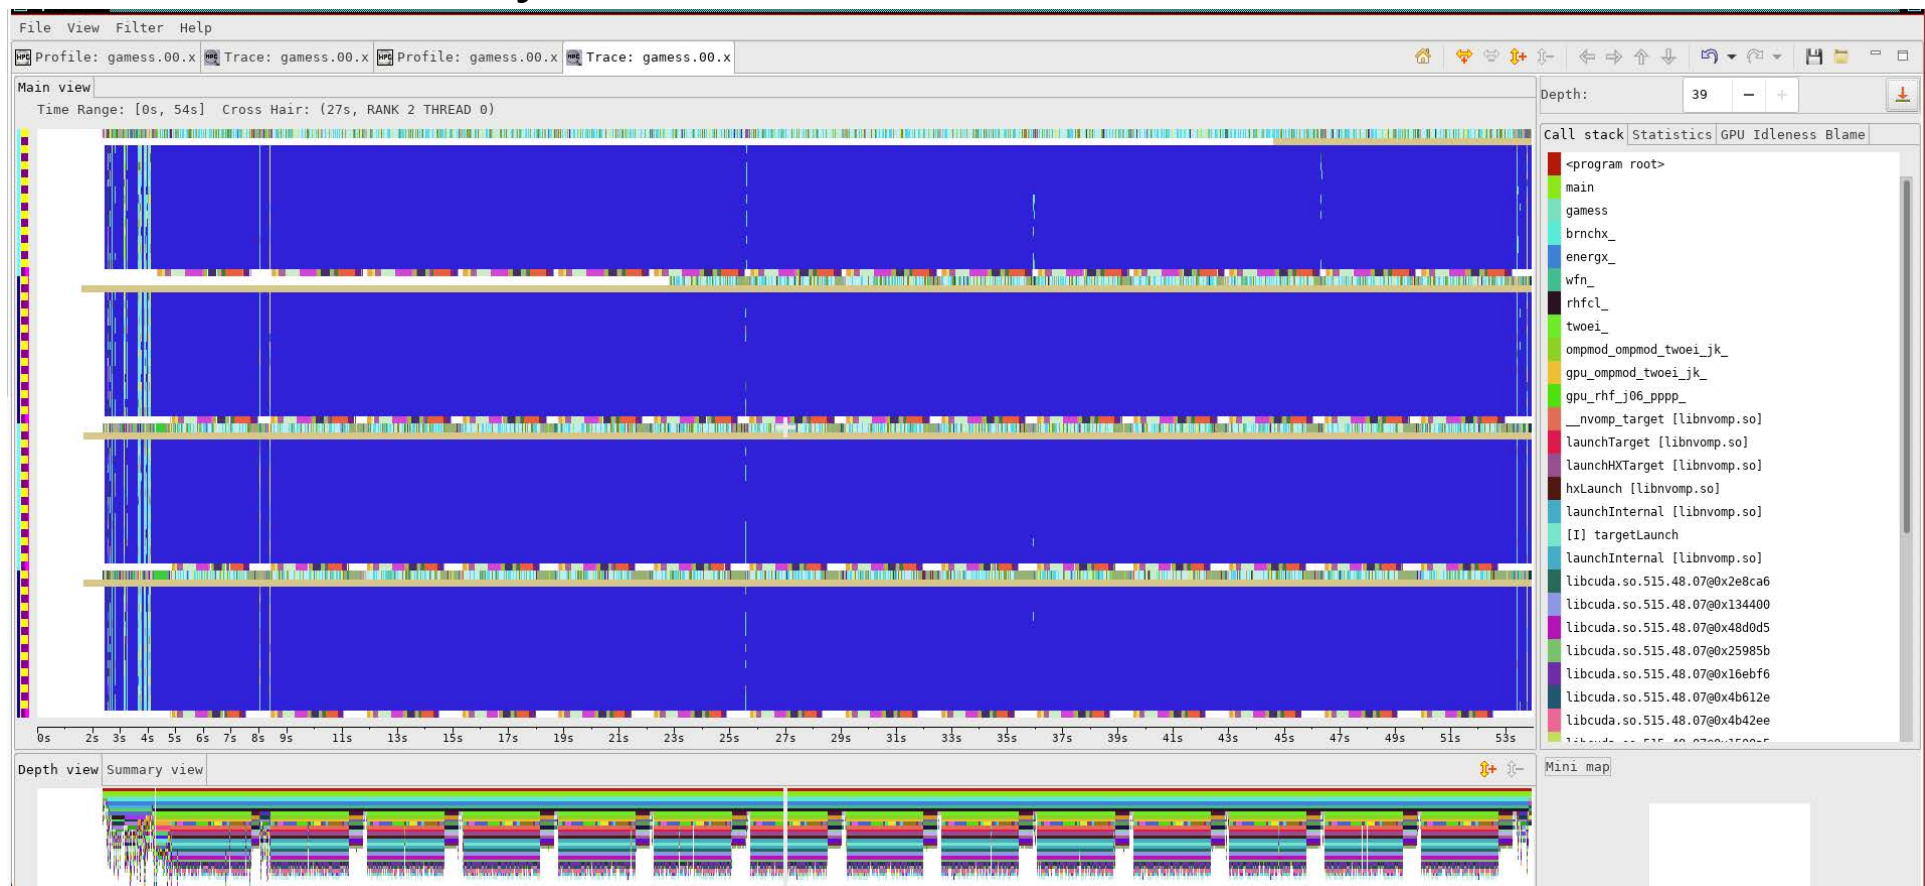 File View Filter Help
Profile: gamess.00.x Trace: gamess.00.x Profile: gamess.00.x Trace: gamess.00.x
Main view
Time Range: [0s, 54s] Cross Hair: (27s, RANK 2 THREAD 0)
0s 2s 3s 4s 5s 6s 7s 8s 9s 11s 13s 15s 17s 19s 21s 23s 25s 27s 29s 31s 33s 35s 37s 39s 41s 43s 45s 47s 49s 51s 53s
Depth view Summary view
Depth: 39
Call stack Statistics GPU Idleness Blame
<program root>
main
gamess
brnchx_
energx_
wfn_
rhfcl_
twoei_
ompmod_ompmod_twoei_jk_
gpu_ompmod_twoei_jk_
gpu_rhf_j06_pppp_
__nvomp_target [libnvomp.so]
launchTarget [libnvomp.so]
launchHXTarget [libnvomp.so]
hxLaunch [libnvomp.so]
launchInternal [libnvomp.so]
[I] targetLaunch
launchInternal [libnvomp.so]
libcuda.so.515.48.07@0x2e8ca6
libcuda.so.515.48.07@0x134400
libcuda.so.515.48.07@0x48d0d5
libcuda.so.515.48.07@0x25985b
libcuda.so.515.48.07@0x16ebf6
libcuda.so.515.48.07@0x4b612e
libcuda.so.515.48.07@0x4b42ee
Mini map